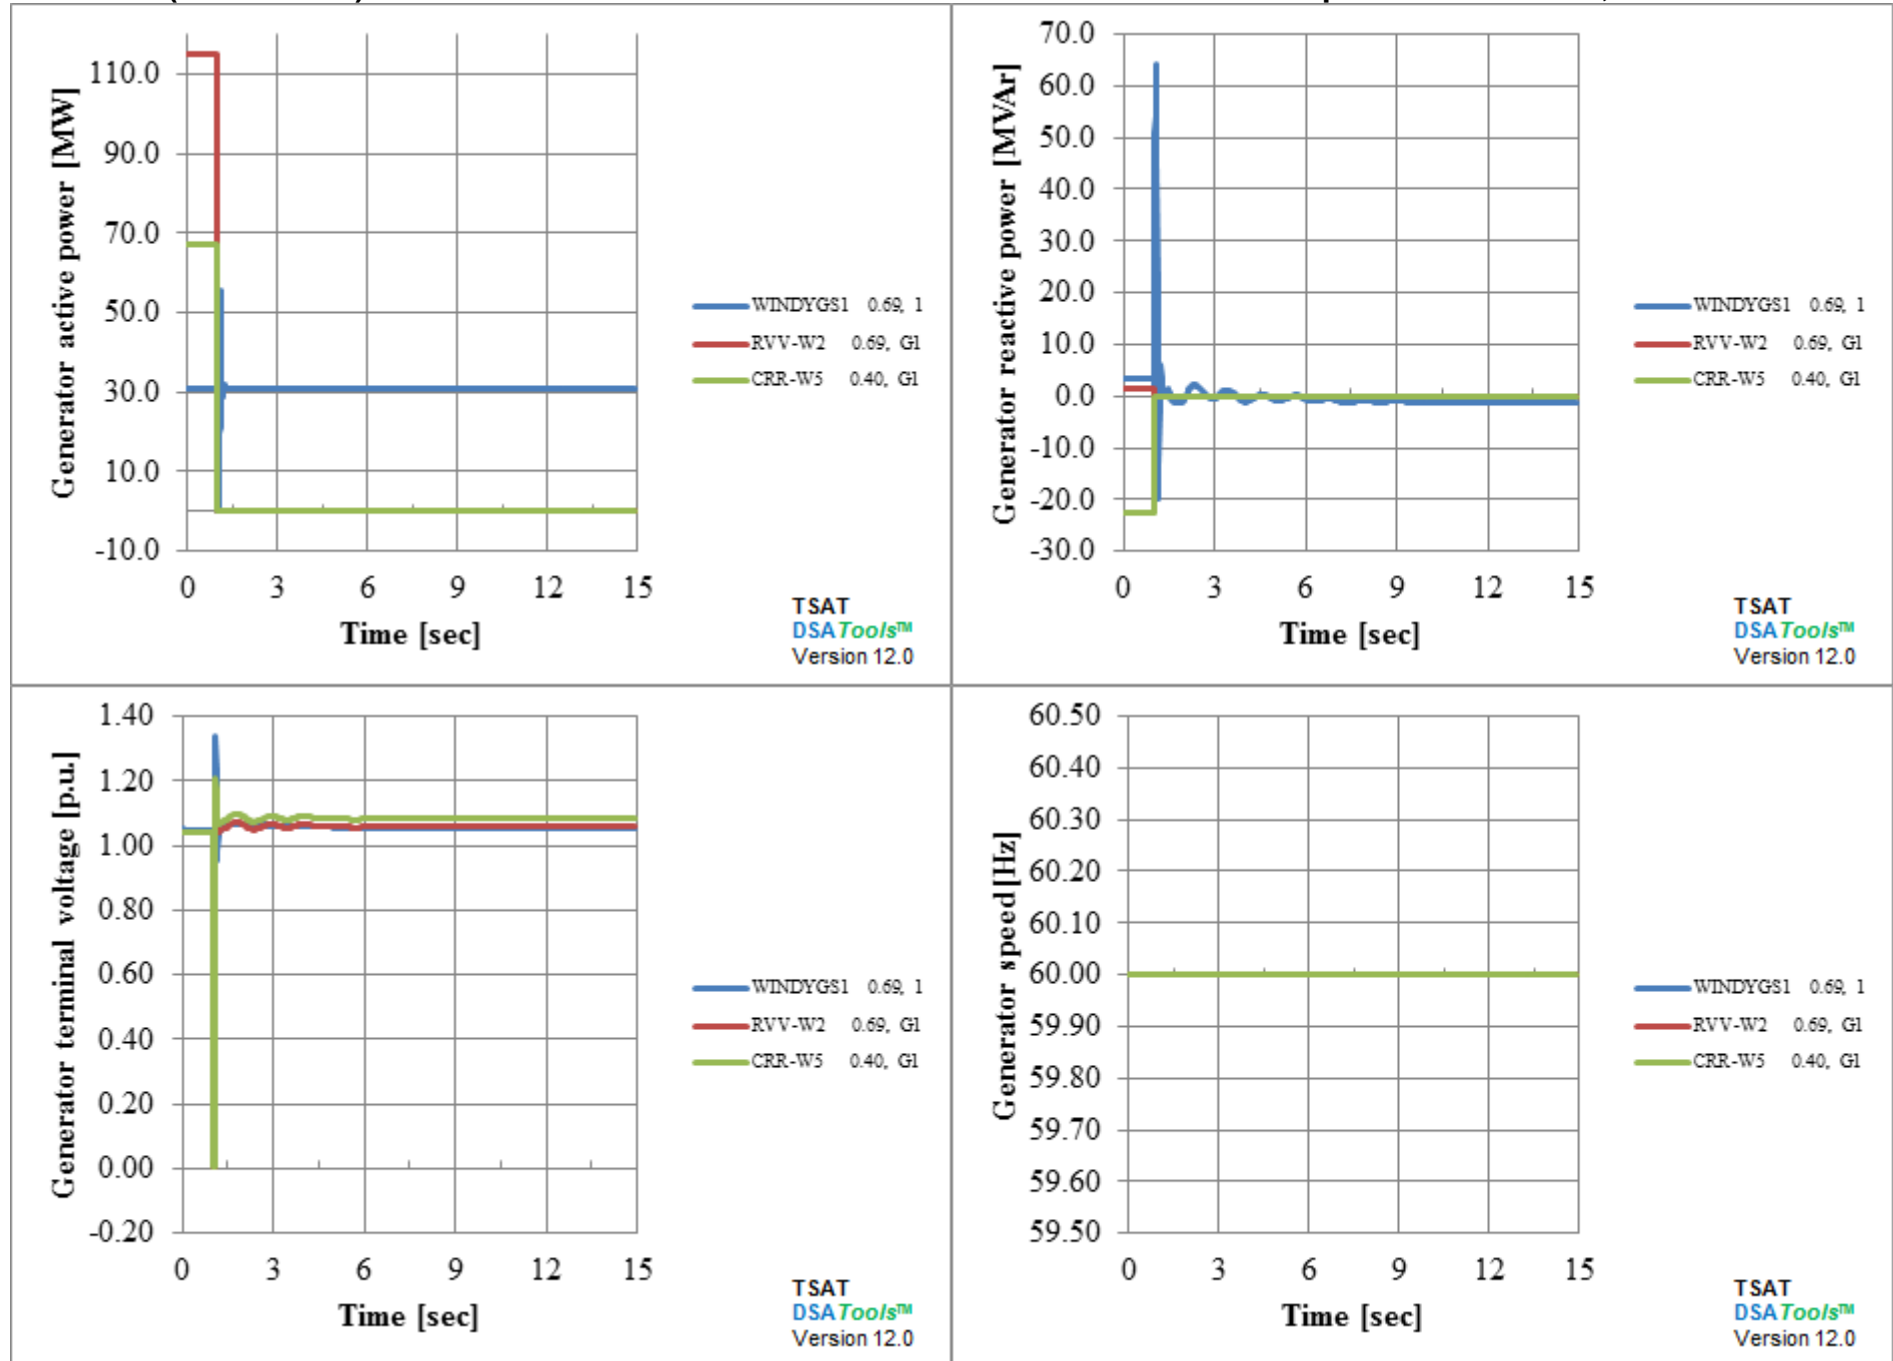 Generator active power [MW]
110.0
90.0
70.0
50.0
30.0
10.0
-10.0
0 3 6 9 12 15
Time [sec]
WINDYGS1 0.69, 1
RVV-W2 0.69, G1
CRR-W5 0.40, G1
TSAT
DSATools™
Version 12.0
Generator reactive power [MVAr]
70.0
60.0
50.0
40.0
30.0
20.0
10.0
0.0
-10.0
-20.0
-30.0
0 3 6 9 12 15
Time [sec]
WINDYGS1 0.69, 1
RVV-W2 0.69, G1
CRR-W5 0.40, G1
TSAT
DSATools™
Version 12.0
Generator terminal voltage [p.u.]
1.40
1.20
1.00
0.80
0.60
0.40
0.20
0.00
-0.20
0 3 6 9 12 15
Time [sec]
WINDYGS1 0.69, 1
RVV-W2 0.69, G1
CRR-W5 0.40, G1
TSAT
DSATools™
Version 12.0
Generator speed[Hz]
60.50
60.40
60.30
60.20
60.10
60.00
59.90
59.80
59.70
59.60
59.50
0 3 6 9 12 15
Time [sec]
WINDYGS1 0.69, 1
RVV-W2 0.69, G1
CRR-W5 0.40, G1
TSAT
DSATools™
Version 12.0